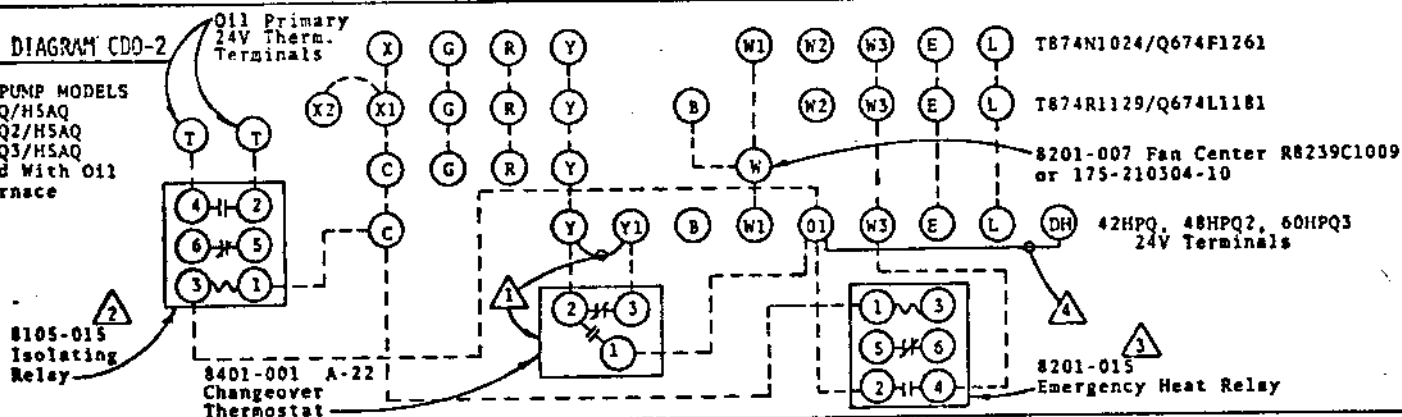 DIAGRAM CDO-2
Oil Primary
24V Therm.
Terminals
PUMP MODELS
Q/HSAQ
Q2/HSAQ
Q3/HSAQ
d With Oil
rnace
X G R Y W1 W2 W3 E L T874N1024/Q674F1261
X2 X1 G R Y B W2 W3 E L T874R1129/Q674L1181
T T
C G R Y W 8201-007 Fan Center R8239C1009
or 175-210304-10
C Y Y1 B W1 O1 W3 E L DH 42HPQ, 48HPQ2, 60HPQ3
24V Terminals
4 2
6 5
3 1
2
8105-015
Isolating
Relay
1
2 3
1
8401-001 A-22
Changeover
Thermostat
4
1 3
5 6
2 4
3
8201-015
Emergency Heat Relay